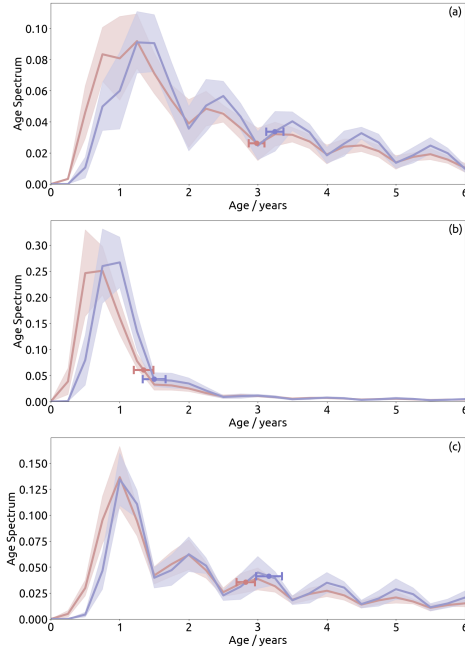 (a)
Age Spectrum
0.10
0.08
0.06
0.04
0.02
0.00
0 1 2 3 4 5 6
Age / years
(b)
Age Spectrum
0.30
0.25
0.20
0.15
0.10
0.05
0.00
0 1 2 3 4 5 6
Age / years
(c)
Age Spectrum
0.150
0.125
0.100
0.075
0.050
0.025
0.000
0 1 2 3 4 5 6
Age / years